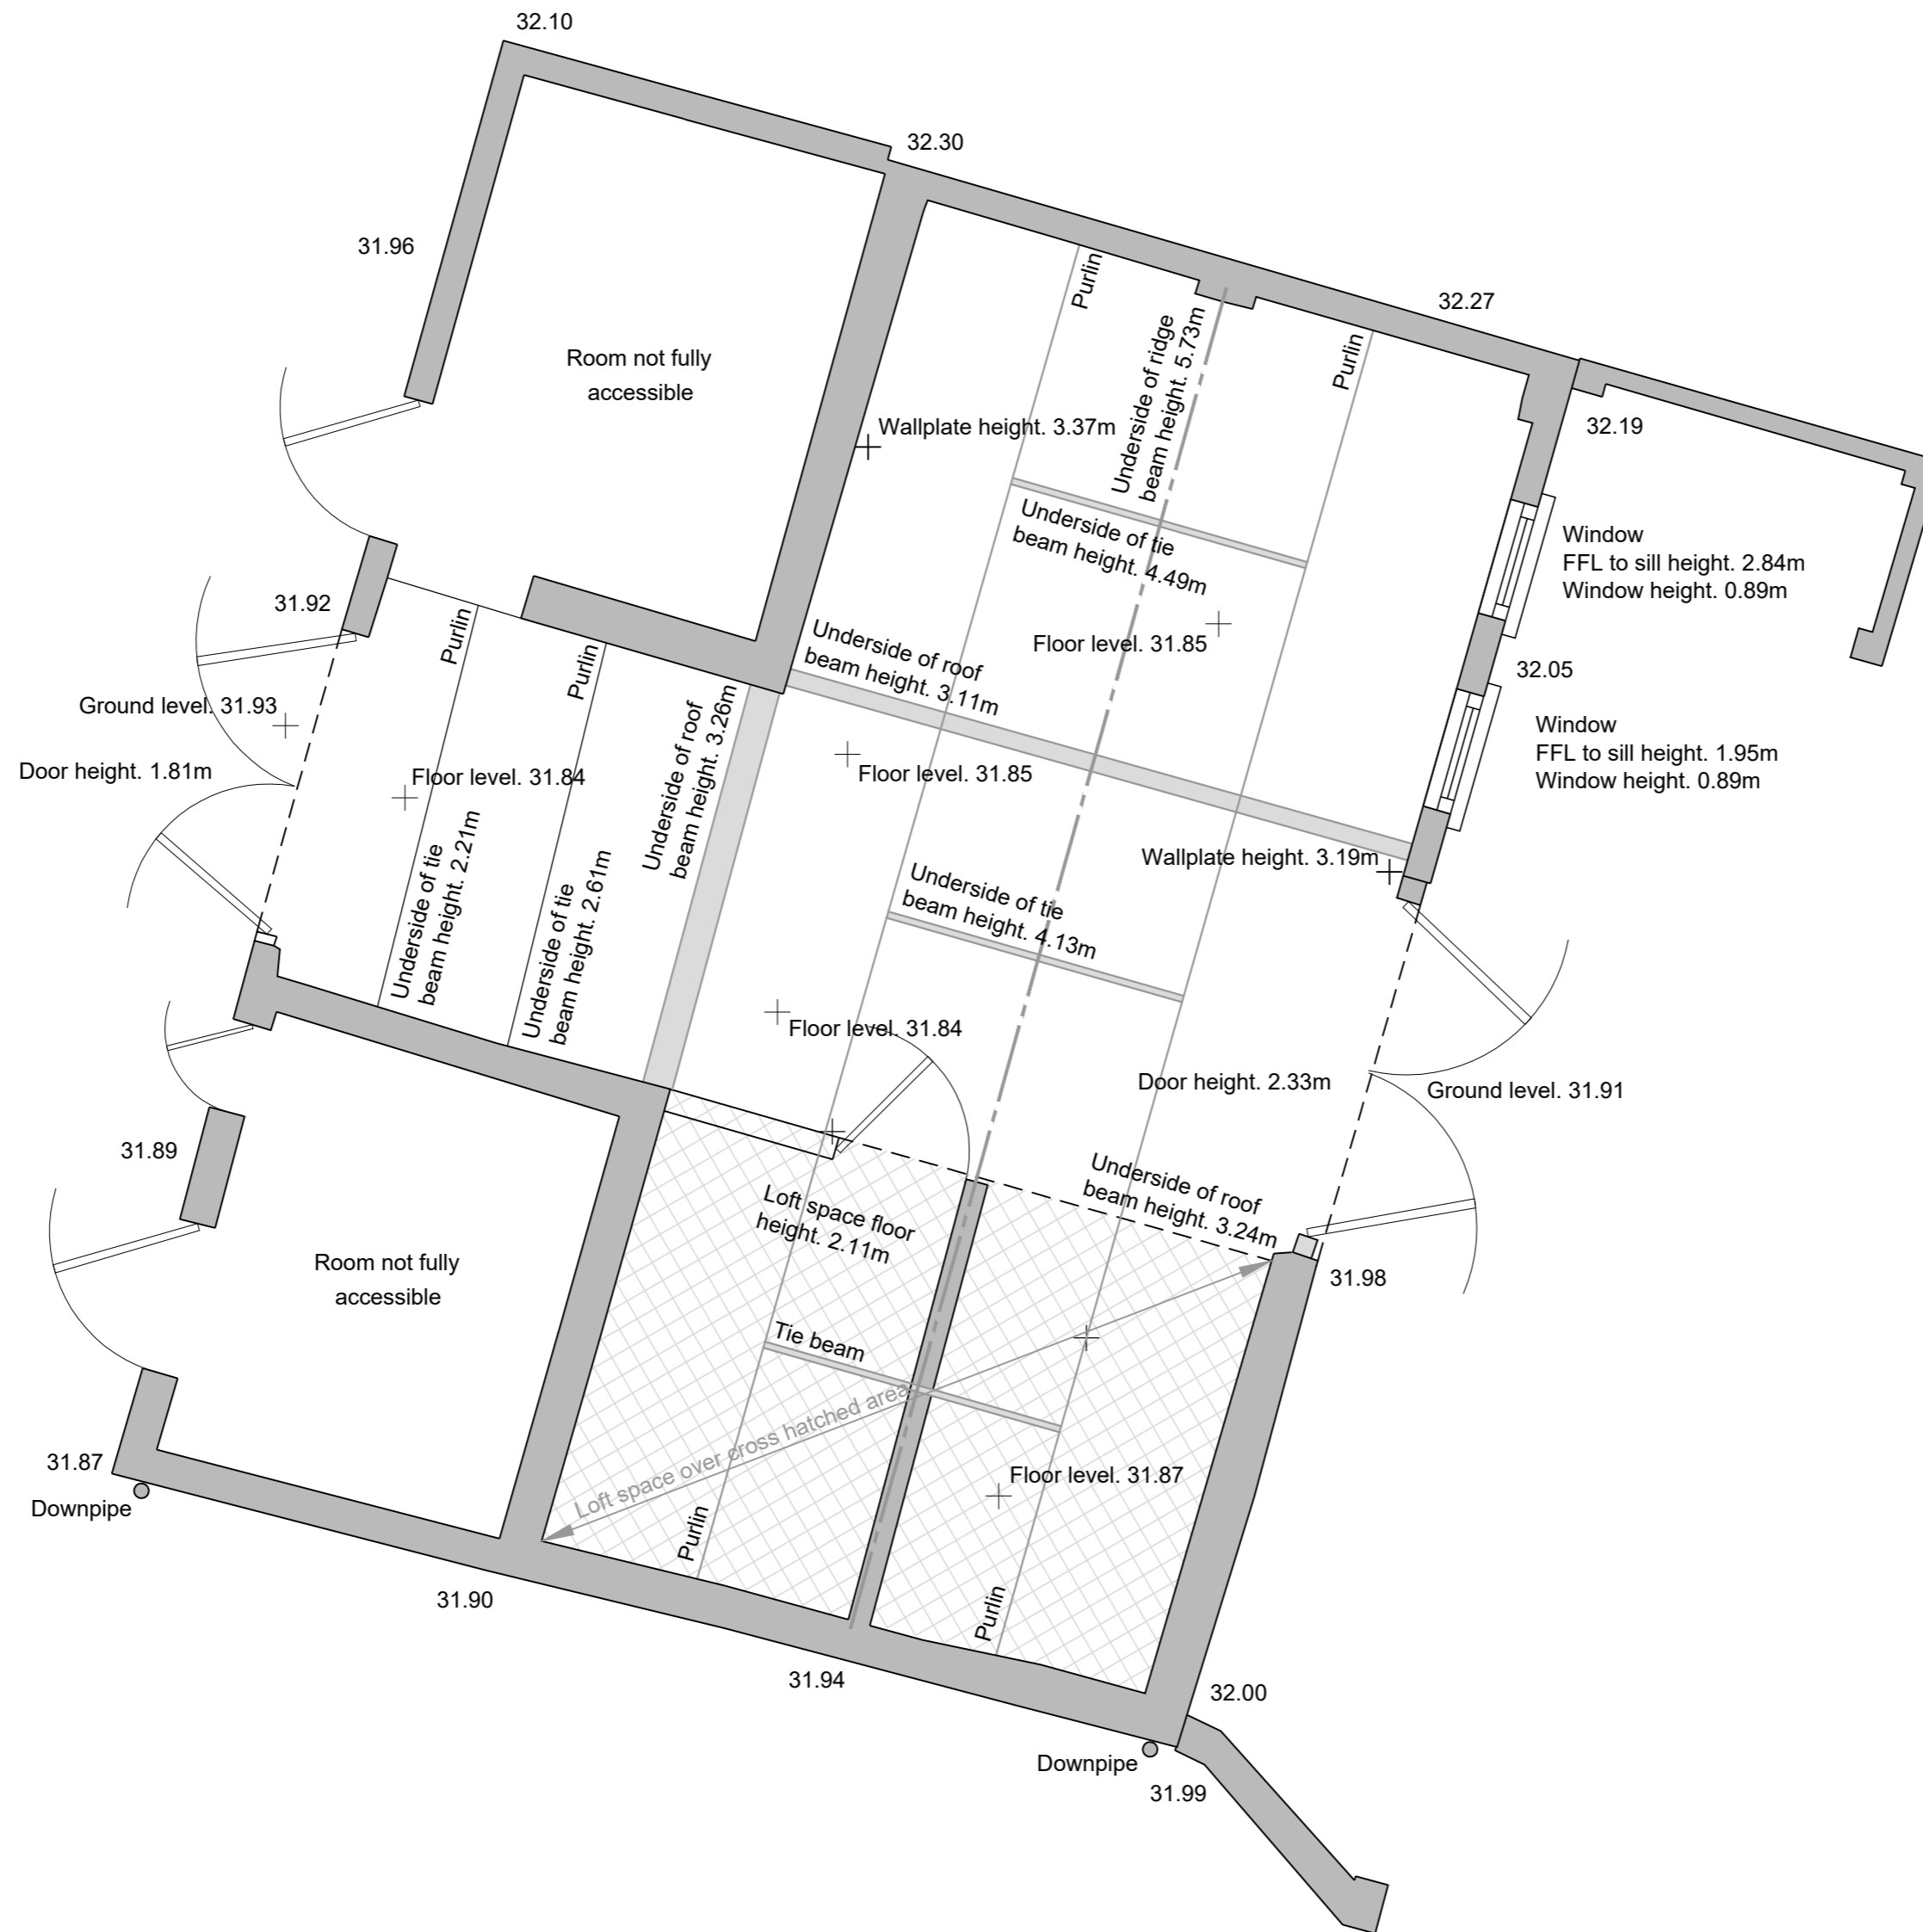 32.10
32.30
31.96
32.27
Purlin
Purlin
Underside of ridge
beam height. 5.73m
Room not fully
accessible
Wallplate height. 3.37m
32.19
Underside of tie
beam height. 4.49m
Window
FFL to sill height. 2.84m
Window height. 0.89m
31.92
Purlin
Purlin
Underside of roof
beam height. 3.11m
Floor level. 31.85
32.05
Ground level. 31.93
Door height. 1.81m
Floor level. 31.84
Underside of roof
beam height. 3.26m
Floor level. 31.85
Window
FFL to sill height. 1.95m
Window height. 0.89m
Underside of tie
beam height. 2.21m
Underside of tie
beam height. 2.61m
Wallplate height. 3.19m
Underside of tie
beam height. 4.13m
Floor level. 31.84
Door height. 2.33m
Ground level. 31.91
31.89
Loft space floor
height. 2.11m
Underside of roof
beam height. 3.24m
Room not fully
accessible
31.98
Tie beam
Loft space over cross hatched area
31.87
Downpipe
Floor level. 31.87
Purlin
Purlin
31.90
31.94
32.00
Downpipe
31.99